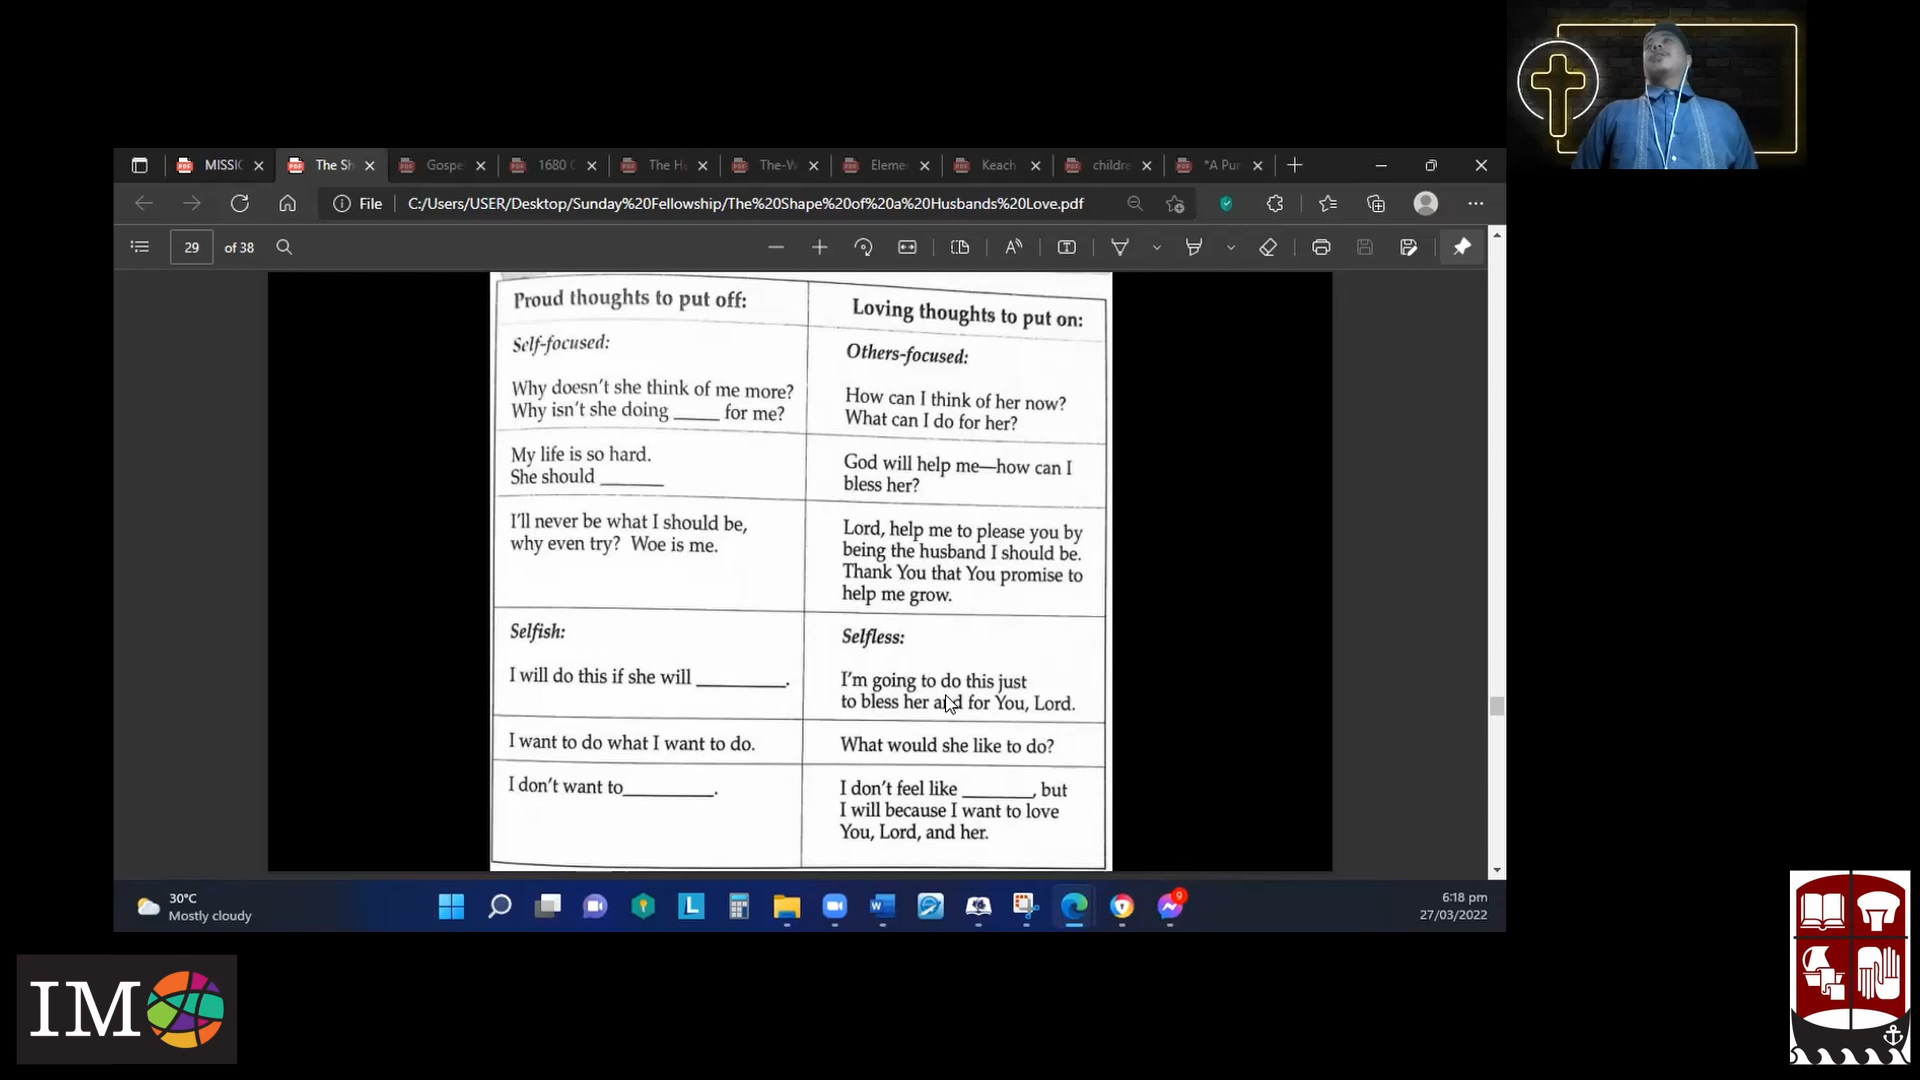 MISSIC
The Sh
Gospe
1680 C
The H
The-W
Eleme
Keach
childre
*A Pur
File
C:/Users/USER/Desktop/Sunday%20Fellowship/The%20Shape%20of%20a%20Husbands%20Love.pdf
29 of 38
Proud thoughts to put off:
Self-focused:
Why doesn't she think of me more?
Why isn't she doing _____ for me?
My life is so hard.
She should _______
I'll never be what I should be,
why even try? Woe is me.
Selfish:
I will do this if she will __________.
I want to do what I want to do.
I don't want to__________.
Loving thoughts to put on:
Others-focused:
How can I think of her now?
What can I do for her?
God will help me—how can I
bless her?
Lord, help me to please you by
being the husband I should be.
Thank You that You promise to
help me grow.
Selfless:
I'm going to do this just
to bless her and for You, Lord.
What would she like to do?
I don't feel like ________, but
I will because I want to love
You, Lord, and her.
30°C
Mostly cloudy
L
W
9
6:18 pm
27/03/2022
IM